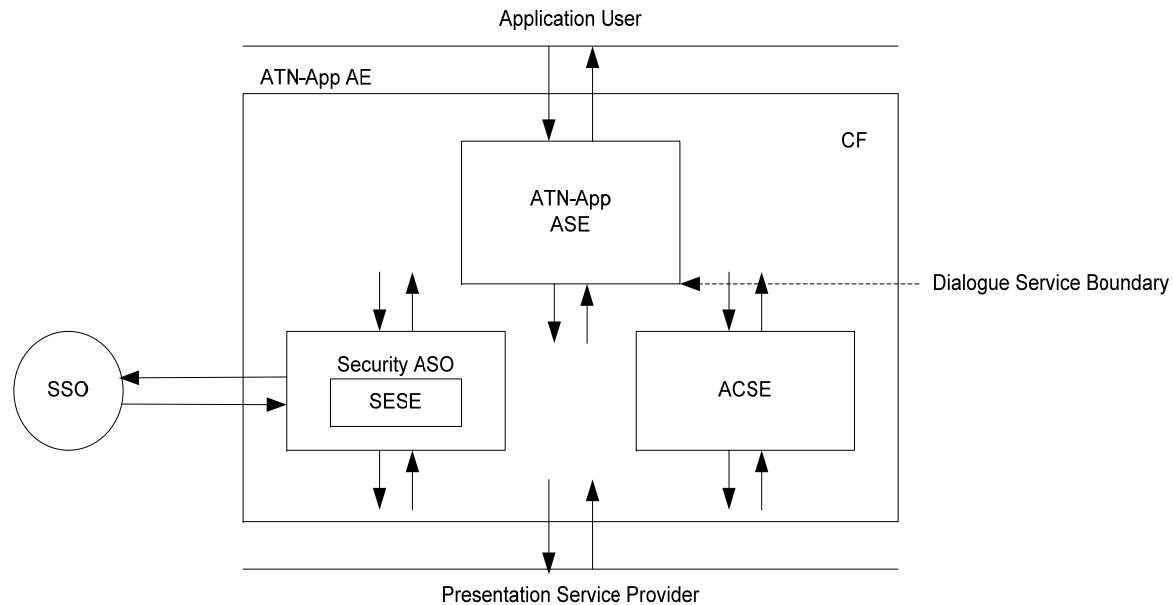 Application User
ATN-App AE
CF
ATN-App
ASE
Dialogue Service Boundary
Security ASO
SESE
SSO
ACSE
Presentation Service Provider